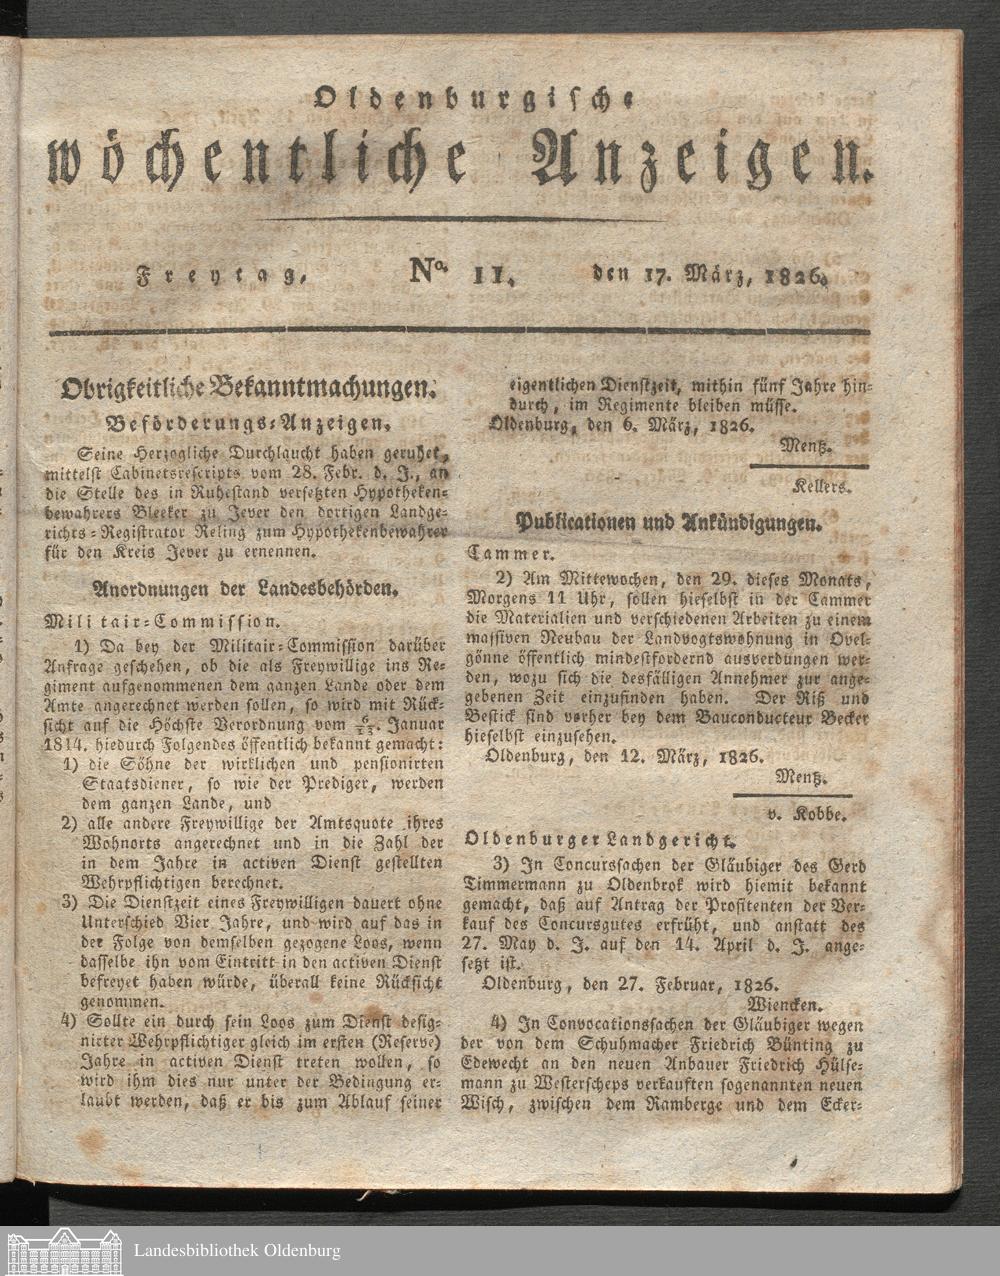 Oldenburgische
wöchentliche Anzeigen.
Freytag, No. 11. den 17. März, 1826.
Obrigkeitliche Bekanntmachungen.
Beförderungs-Anzeigen.
Seine Herzogliche Durchlaucht haben geruhet,
mittelst Cabinetsrescripts vom 28. Febr. d. J., an
die Stelle des in Ruhestand versetzten Hypotheken-
bewahrers Bleeker zu Jever den dortigen Landge-
richts-Registrator Reling zum Hypothekenbewahrer
für den Kreis Jever zu ernennen.
Anordnungen der Landesbehörden.
Militair-Commission.
1) Da bey der Militair-Commission darüber
Anfrage geschehen, ob die als Freywillige ins Re-
giment aufgenommenen dem ganzen Lande oder dem
Amte angerechnet werden sollen, so wird mit Rück-
sicht auf die Höchste Verordnung vom Januar
1814. hiedurch Folgendes öffentlich bekannt gemacht:
1) die Söhne der wirklichen und pensionirten
Staatsdiener, so wie der Prediger, werden
dem ganzen Lande, und
2) alle andere Freywillige der Amtsquote ihres
Wohnorts angerechnet und in die Zahl der
in dem Jahre in activen Dienst gestellten
Wehrpflichtigen berechnet.
3) Die Dienstzeit eines Freywilligen dauert ohne
Unterschied Vier Jahre, und wird auf das in
der Folge von demselben gezogene Loos, wenn
dasselbe ihn vom Eintritt in den activen Dienst
befreyet haben würde, überall keine Rücksicht
genommen.
4) Sollte ein durch sein Loos zum Dienst desig-
nirter Wehrpflichtiger gleich im ersten (Reserve)
Jahre in activen Dienst treten wollen, so
wird ihm dies nur unter der Bedingung er-
laubt werden, daß er bis zum Ablauf seiner
eigentlichen Dienstzeit, mithin fünf Jahre hin-
durch, im Regimente bleiben müsse.
Oldenburg, den 6. März, 1826.
Mentz.
Kellers.
Publicationen und Ankündigungen.
Cammer.
2) Am Mittewochen, den 29. dieses Monats,
Morgens 11 Uhr, sollen hieselbst in der Cammer
die Materialien und verschiedenen Arbeiten zu einem
massiven Neubau der Landvogtswohnung in Ovel-
gönne öffentlich mindestfordernd ausverdungen wer-
den, wozu sich die desfälligen Annehmer zur ange-
gebenen Zeit einzufinden haben. Der Riß und
Bestick sind vorher bey dem Bauconducteur Becker
hieselbst einzusehen.
Oldenburg, den 12. März, 1826.
Mentz.
v. Kobbe.
Oldenburger Landgericht.
3) In Concurssachen der Gläubiger des Gerd
Timmermann zu Oldenbrok wird hiemit bekannt
gemacht, daß auf Antrag der Profitenten der Ver-
kauf des Concursgutes erfrüht, und anstatt des
27. May d. J. auf den 14. April d. J. ange-
setzt ist.
Oldenburg, den 27. Februar, 1826.
Wiencken.
4) In Convocationssachen der Gläubiger wegen
der von dem Schuhmacher Friedrich Bünting zu
Edewecht an den neuen Anbauer Friedrich Hülse-
mann zu Westerscheps verkauften sogenannten neuen
Wisch, zwischen dem Ramberge und dem Ecker-
Landesbibliothek Oldenburg